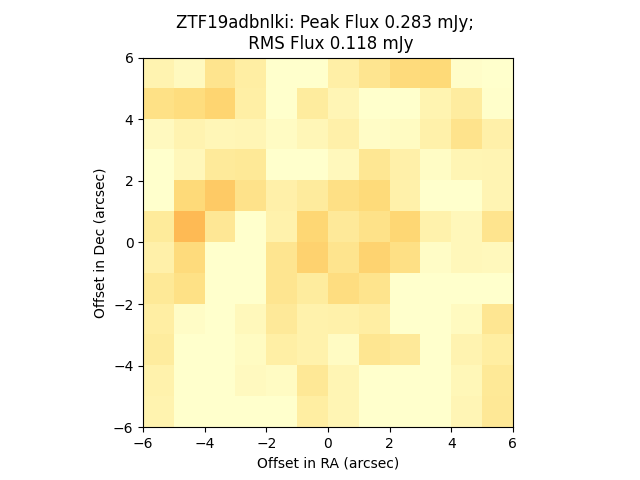 ZTF19adbnlki: Peak Flux 0.283 mJy;
RMS Flux 0.118 mJy
6
4
2
0
−2
−4
−6
Offset in Dec (arcsec)
−6 −4 −2 0 2 4 6
Offset in RA (arcsec)